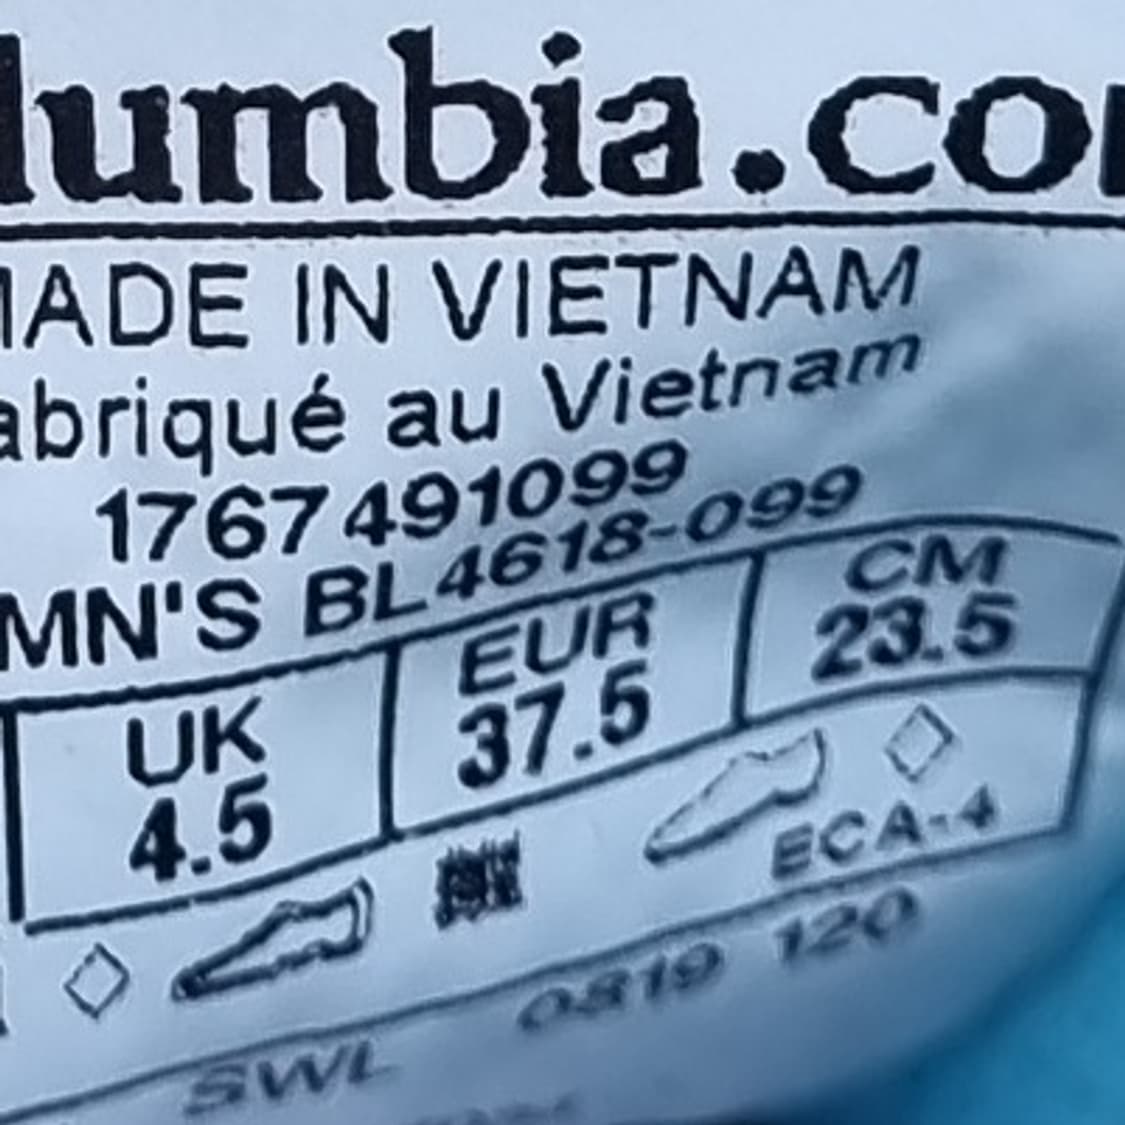 lumbia.co
MADE IN VIETNAM
abriqué au Vietnam
1767491099
MN'S BL4618-099
UK EUR CM
4.5 37.5 23.5
ECA-4
0819 120
SWL